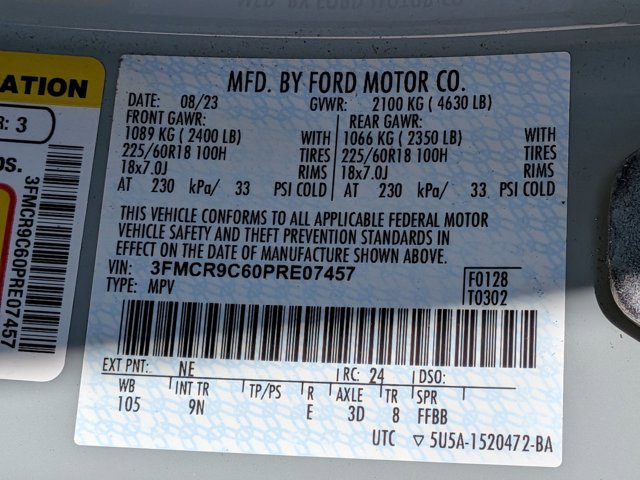 MFD. BY FORD MOTOR CO.
DATE: 08/23 GVWR: 2100 KG ( 4630 LB)
FRONT GAWR: REAR GAWR:
1089 KG ( 2400 LB) WITH 1066 KG ( 2350 LB) WITH
225/60R18 100H TIRES 225/60R18 100H TIRES
18x7.0J RIMS 18x7.0J RIMS
AT 230 kPa/ 33 PSI COLD AT 230 kPa/ 33 PSI COLD
THIS VEHICLE CONFORMS TO ALL APPLICABLE FEDERAL MOTOR
VEHICLE SAFETY AND THEFT PREVENTION STANDARDS IN
EFFECT ON THE DATE OF MANUFACTURE SHOWN ABOVE.
VIN: 3FMCR9C60PRE07457 F0128
TYPE: MPV T0302
EXT PNT: NE RC: 24 DSO:
WB INT TR TP/PS R AXLE TR SPR
105 9N E 3D 8 FFBB
UTC ▽5U5A-1520472-BA
ATION
R: 3
3FMCR9C60PRE07457